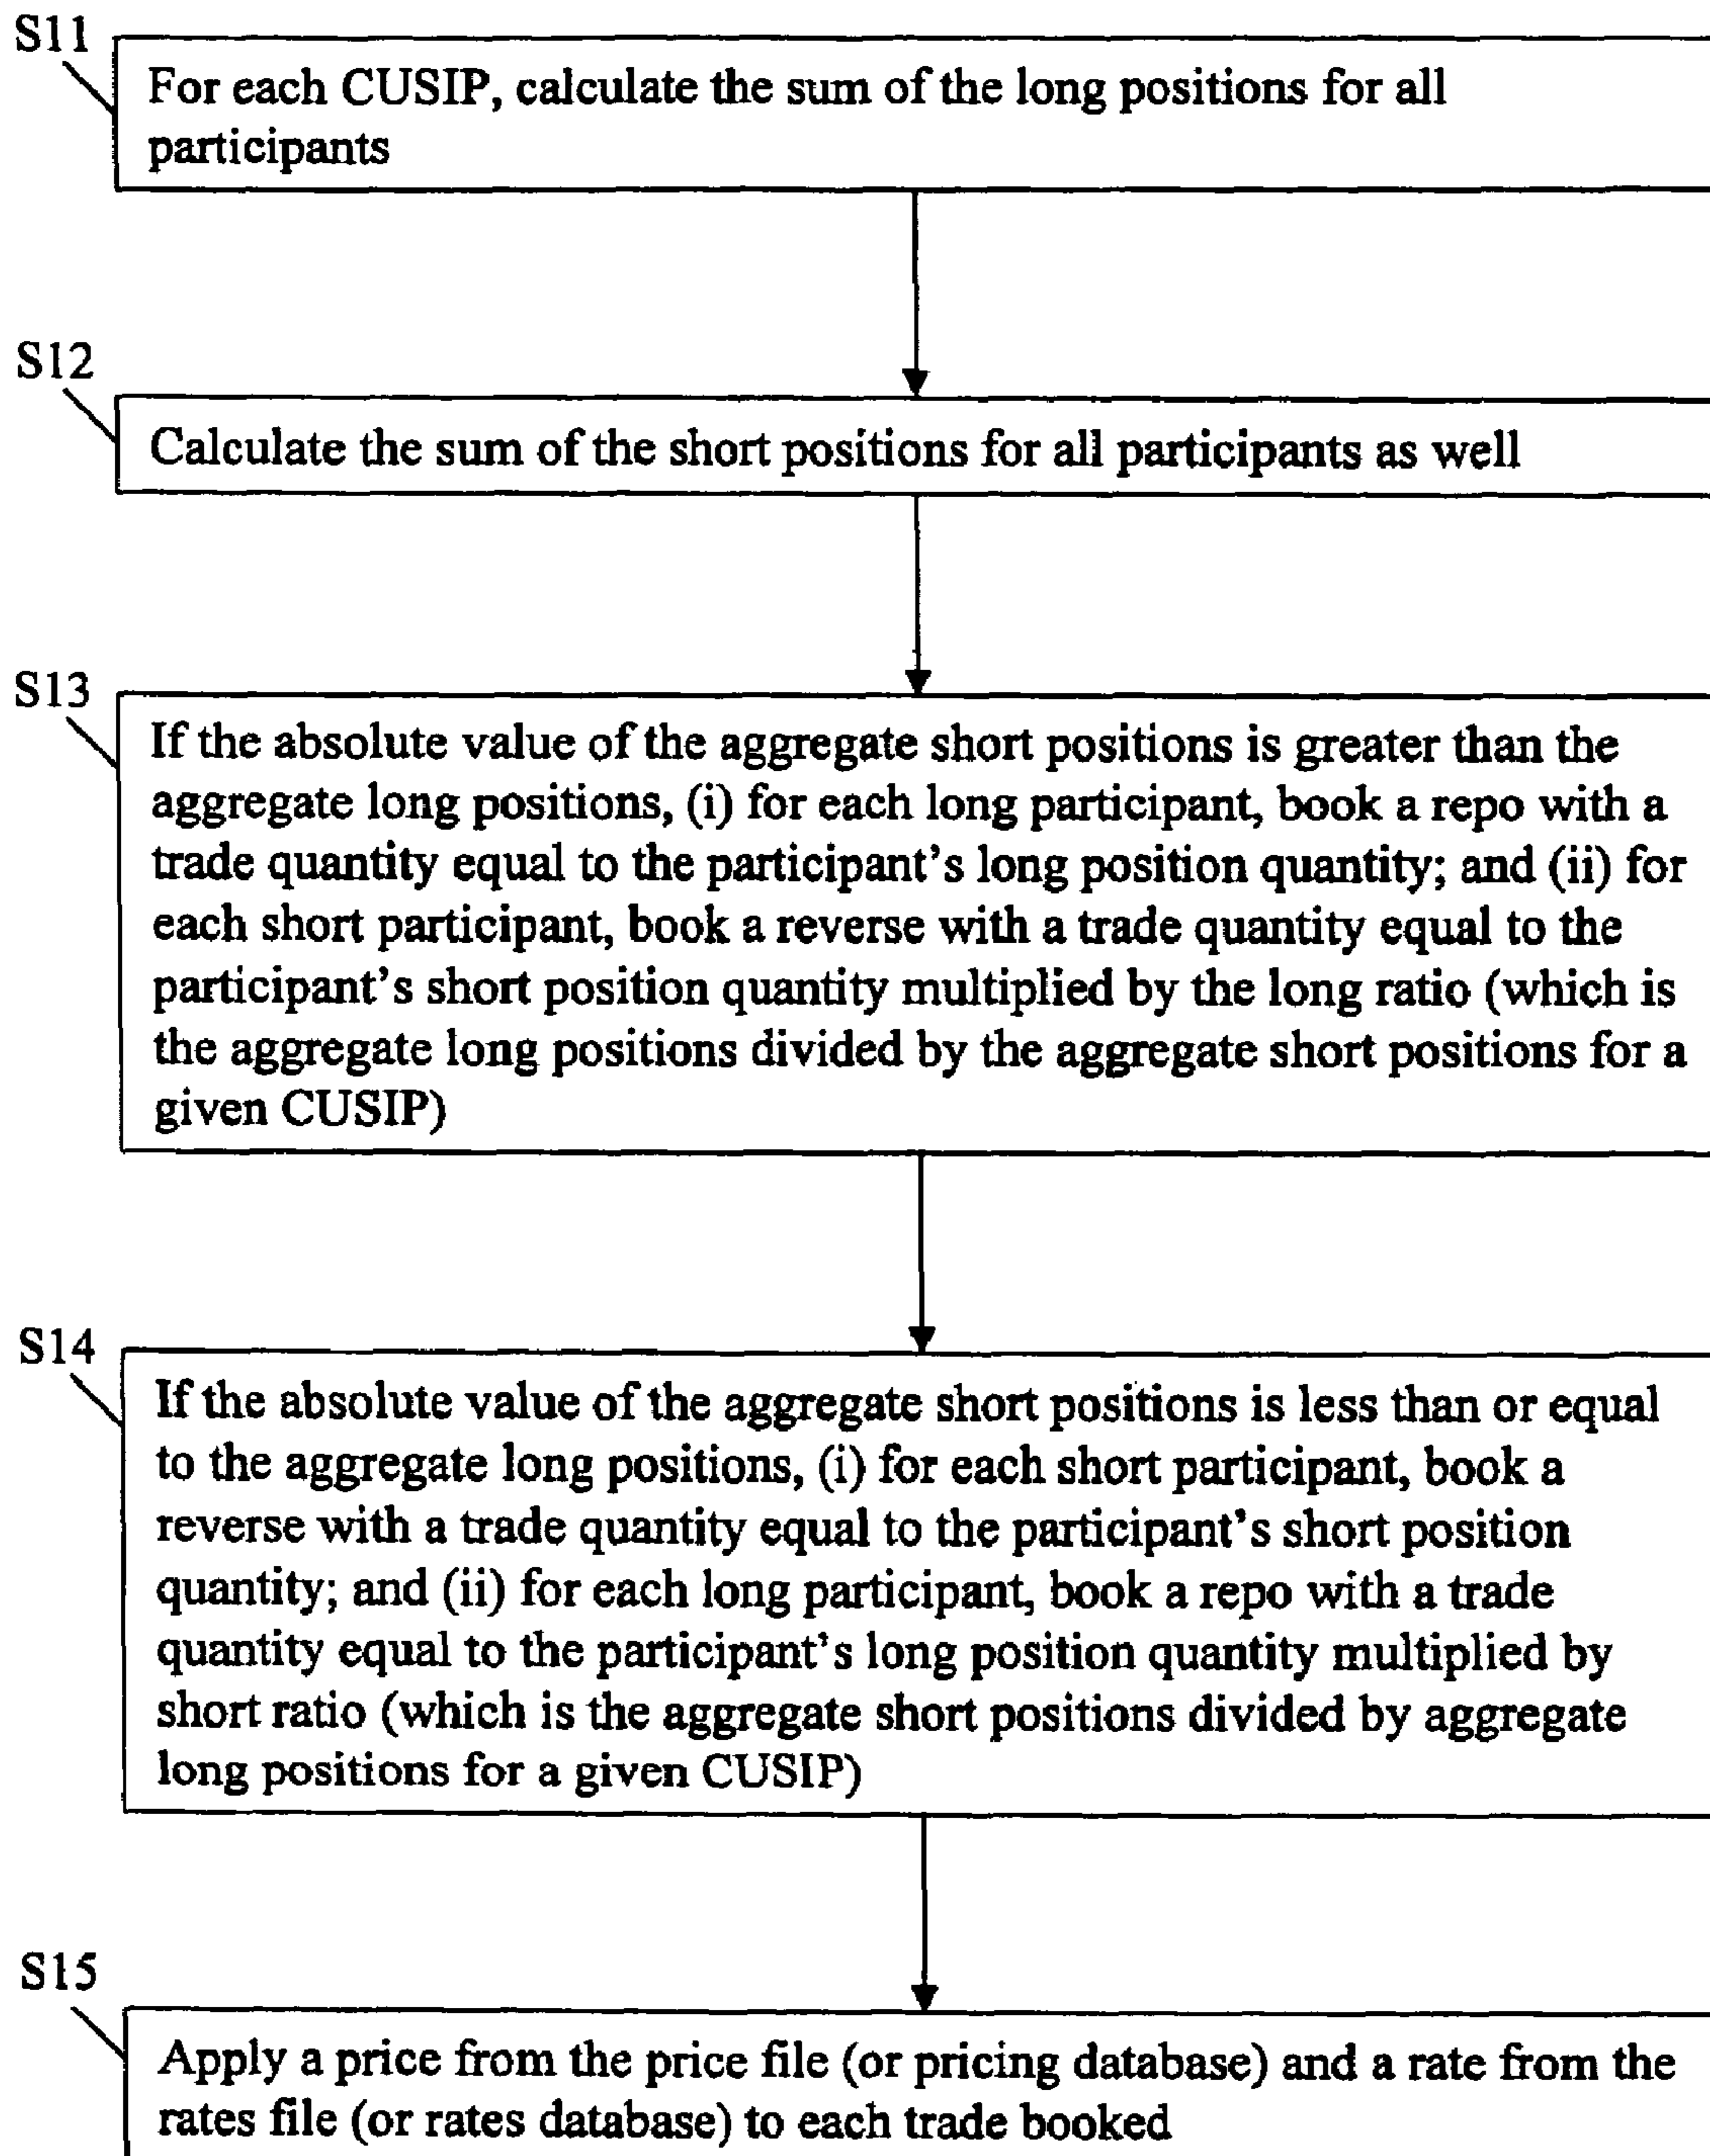 S11
For each CUSIP, calculate the sum of the long positions for all
participants
S12
Calculate the sum of the short positions for all participants as well
S13
If the absolute value of the aggregate short positions is greater than the
aggregate long positions, (i) for each long participant, book a repo with a
trade quantity equal to the participant's long position quantity; and (ii) for
each short participant, book a reverse with a trade quantity equal to the
participant's short position quantity multiplied by the long ratio (which is
the aggregate long positions divided by the aggregate short positions for a
given CUSIP)
S14
If the absolute value of the aggregate short positions is less than or equal
to the aggregate long positions, (i) for each short participant, book a
reverse with a trade quantity equal to the participant's short position
quantity; and (ii) for each long participant, book a repo with a trade
quantity equal to the participant's long position quantity multiplied by
short ratio (which is the aggregate short positions divided by aggregate
long positions for a given CUSIP)
S15
Apply a price from the price file (or pricing database) and a rate from the
rates file (or rates database) to each trade booked